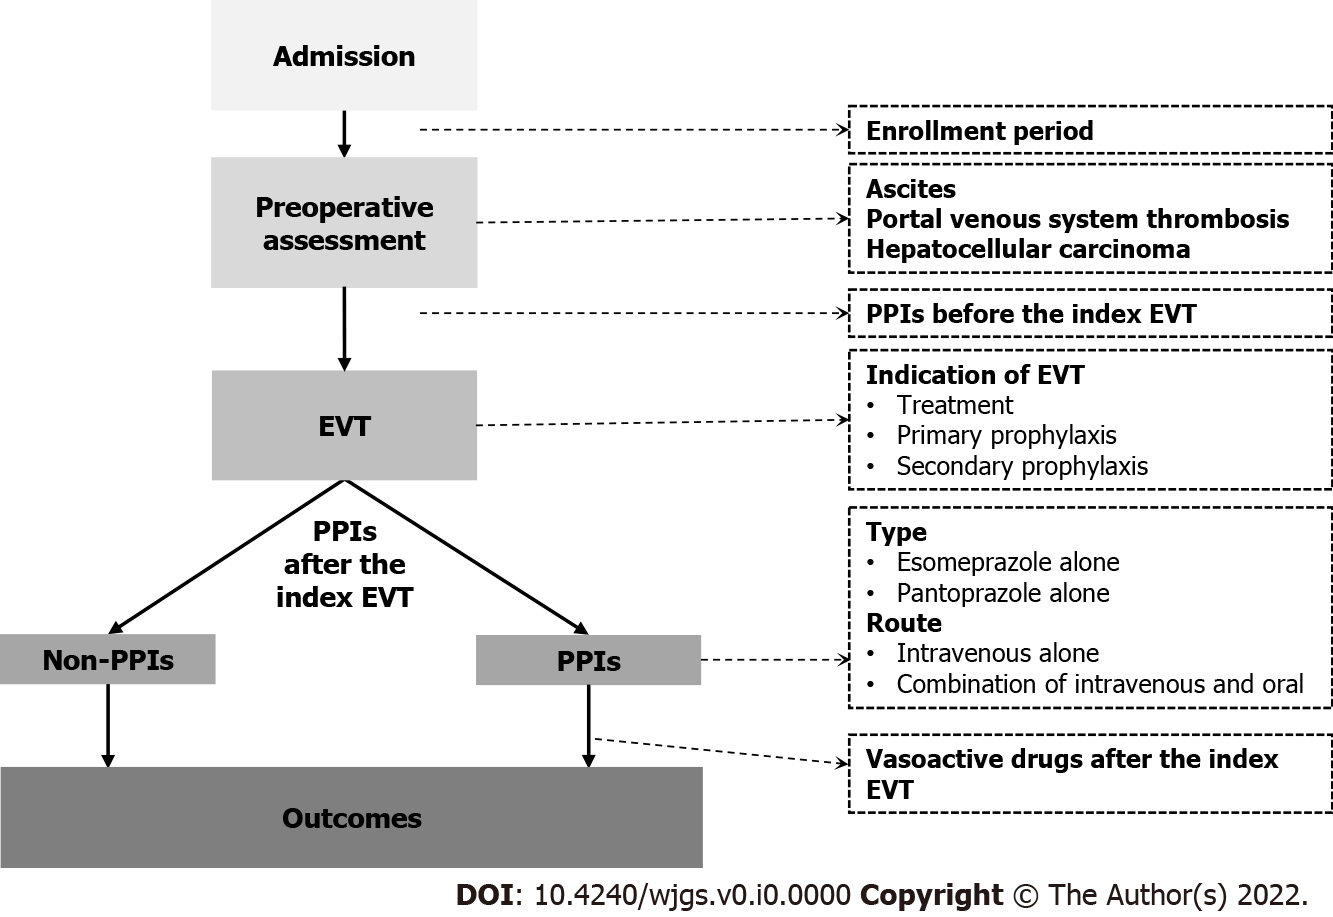 Admission
Enrollment period
Preoperative
assessment
Ascites
Portal venous system thrombosis
Hepatocellular carcinoma
PPIs before the index EVT
EVT
Indication of EVT
• Treatment
• Primary prophylaxis
• Secondary prophylaxis
PPIs
after the
index EVT
Non-PPIs
PPIs
Type
• Esomeprazole alone
• Pantoprazole alone
Route
• Intravenous alone
• Combination of intravenous and oral
Vasoactive drugs after the index
EVT
Outcomes
DOI: 10.4240/wjgs.v0.i0.0000 Copyright © The Author(s) 2022.